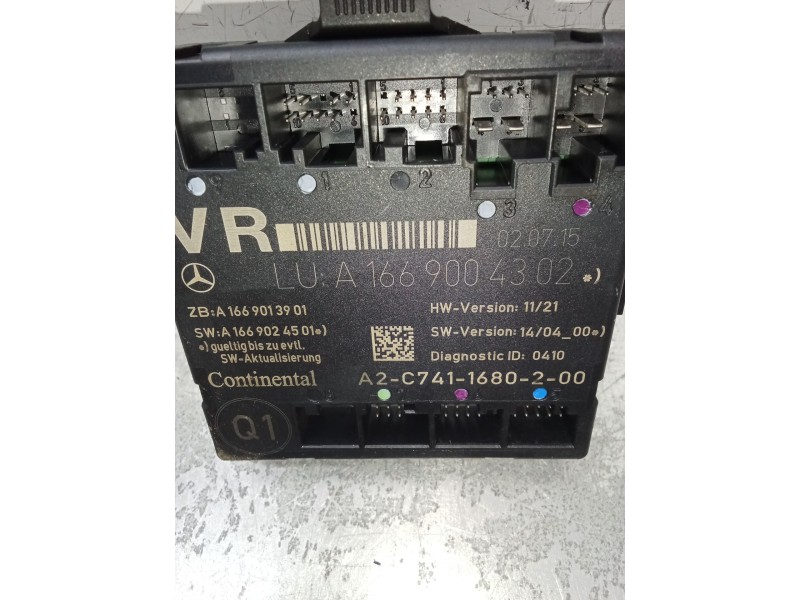 9 1 2 3 4
VR
02.07.15
LU: A 166 900 43 02 *)
ZB: A 166 901 39 01
HW-Version: 11/21
SW: A 166 902 45 01 *)
SW-Version: 14/04_00 *)
*) gueltig bis zu evtl.
SW-Aktualisierung
Diagnostic ID: 0410
Continental
A2-C741-1680-2-00
Q1